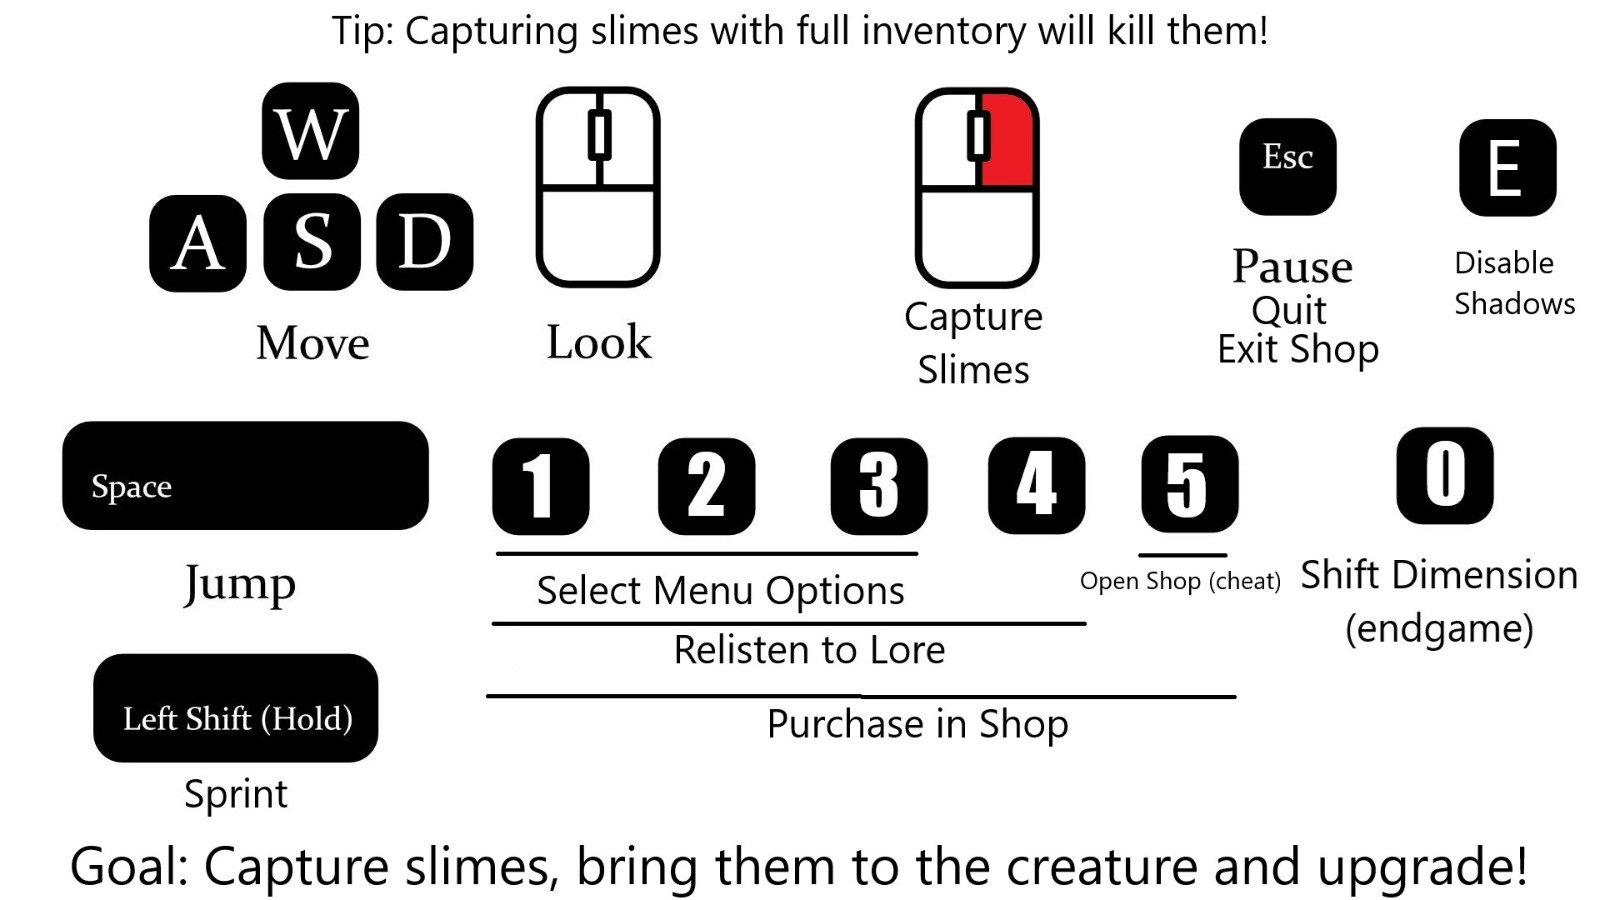 Tip: Capturing slimes with full inventory will kill them!
W
A S D
Move
Look
Capture
Slimes
Esc
Pause
Quit
Exit Shop
E
Disable
Shadows
Space
Jump
1 2 3 4 5
Select Menu Options
Open Shop (cheat)
Relisten to Lore
Purchase in Shop
0
Shift Dimension
(endgame)
Left Shift (Hold)
Sprint
Goal: Capture slimes, bring them to the creature and upgrade!